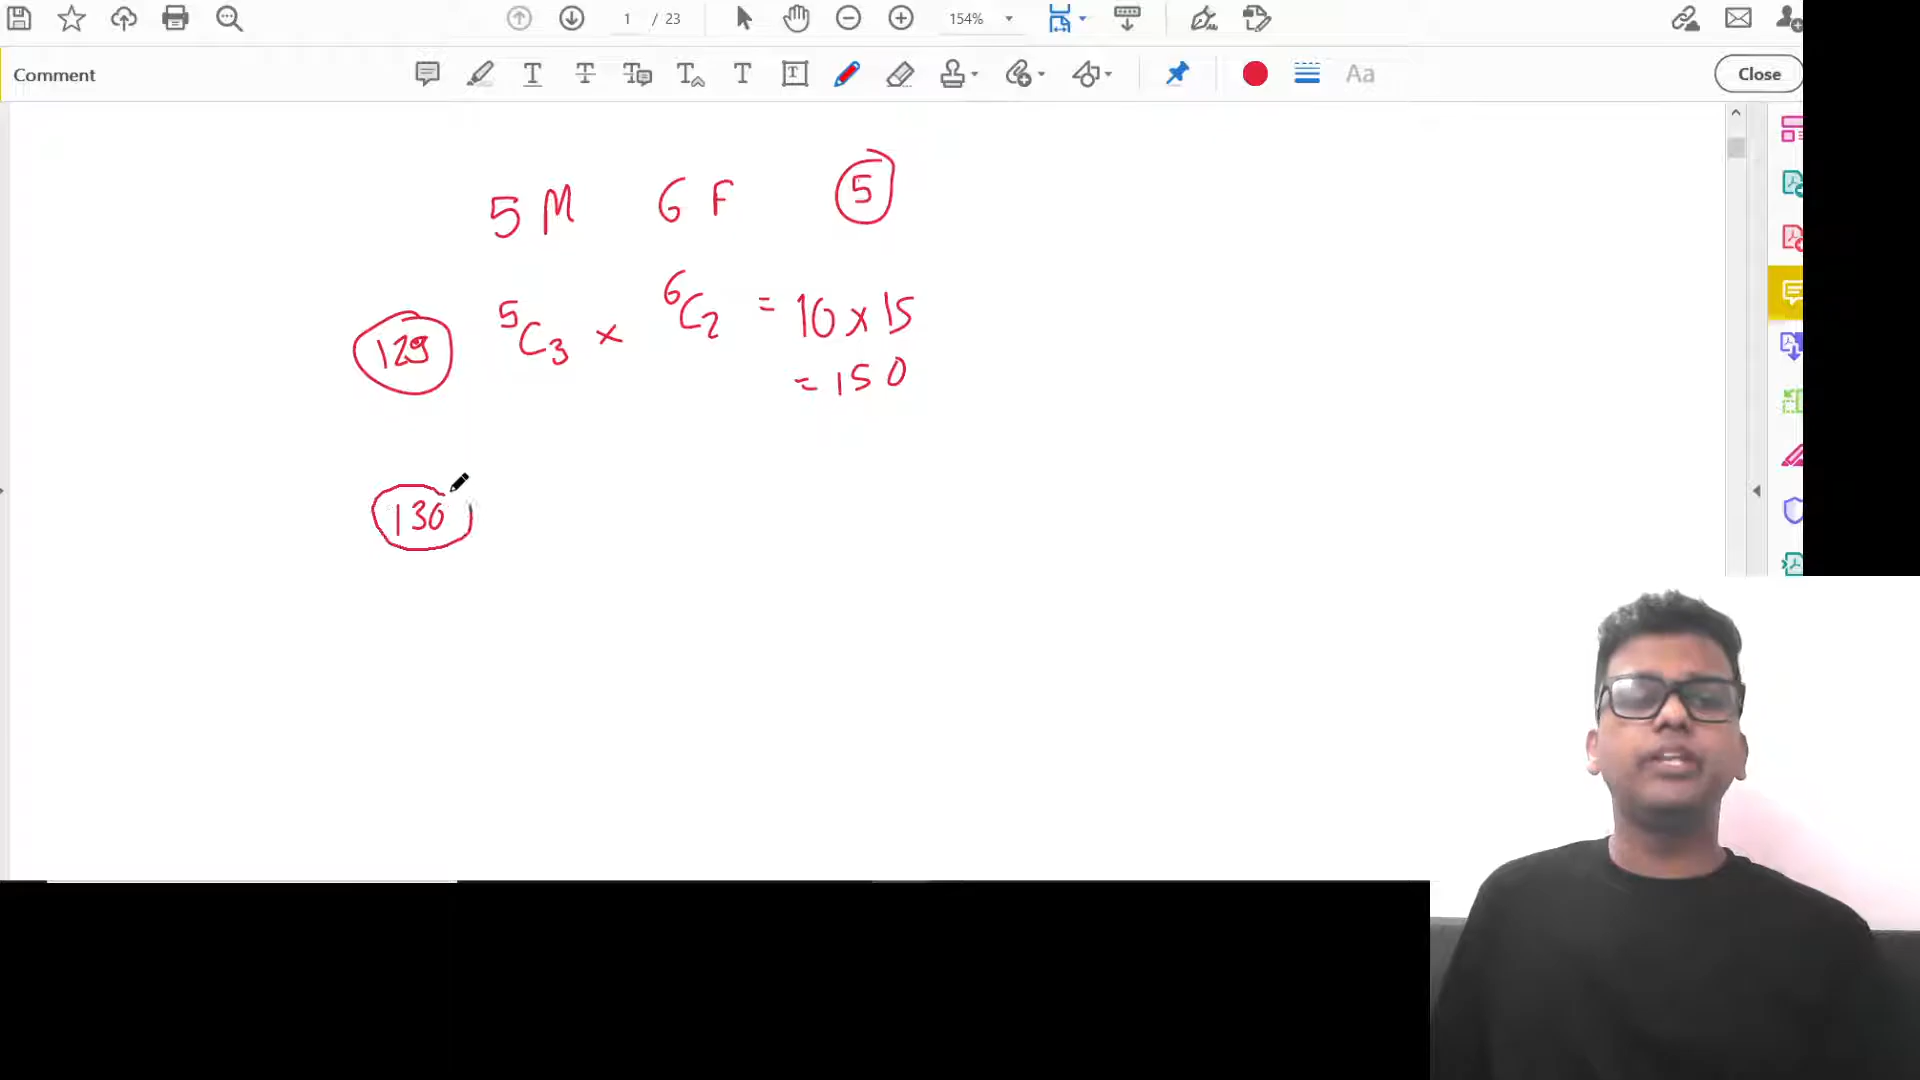 1 / 23
154%
Comment
Aa
Close
5 M 6 F 5
129 ⁵C₃ × ⁶C₂ = 10 × 15
= 150
130